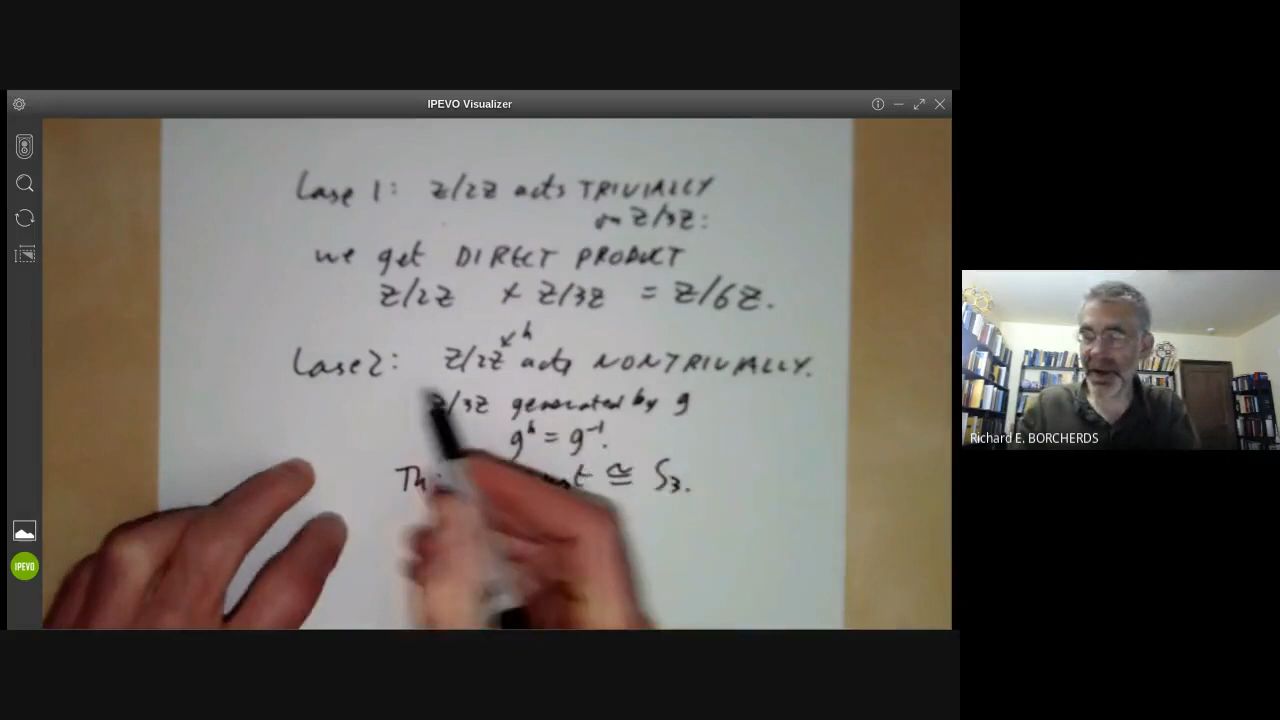 IPEVO Visualizer
Case 1: Z/2Z acts TRIVIALLY
on Z/3Z:
we get DIRECT PRODUCT
Z/2Z × Z/3Z = Z/6Z.
h
Case 2: Z/2Z acts NONTRIVIALLY.
Z/3Z generated by g
g^h = g^-1.
≅ S₃.
Richard E. BORCHERDS
IPEVO